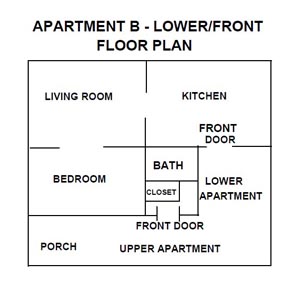 APARTMENT B - LOWER/FRONT
FLOOR PLAN
LIVING ROOM
KITCHEN
FRONT
DOOR
BATH
BEDROOM
CLOSET
LOWER
APARTMENT
FRONT DOOR
PORCH
UPPER APARTMENT